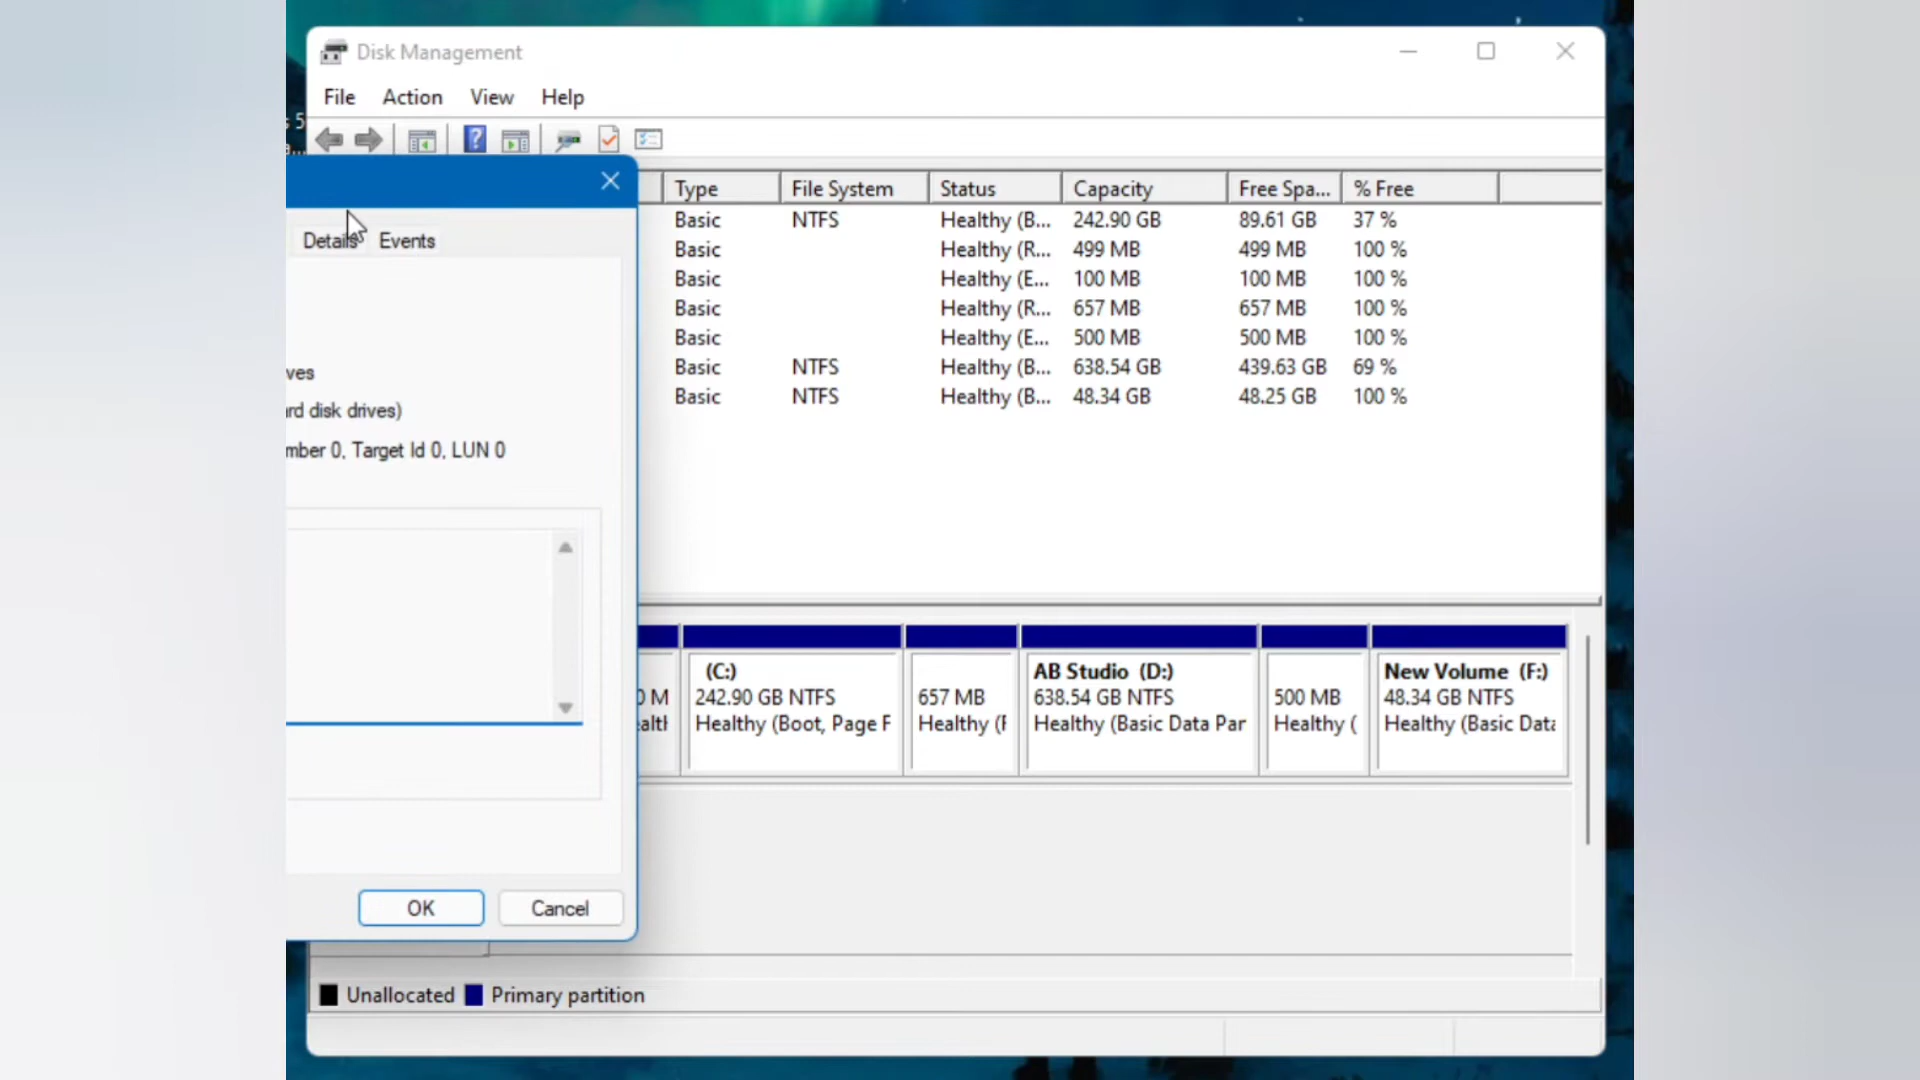 Disk Management
File Action View Help
s 5
a...
Type File System Status Capacity Free Spa... % Free
Basic NTFS Healthy (B... 242.90 GB 89.61 GB 37 %
Basic Healthy (R... 499 MB 499 MB 100 %
Basic Healthy (E... 100 MB 100 MB 100 %
Basic Healthy (R... 657 MB 657 MB 100 %
Basic Healthy (E... 500 MB 500 MB 100 %
Basic NTFS Healthy (B... 638.54 GB 439.63 GB 69 %
Basic NTFS Healthy (B... 48.34 GB 48.25 GB 100 %
Details Events
ves
rd disk drives)
mber 0, Target Id 0, LUN 0
OK Cancel
(C:) AB Studio (D:) New Volume (F:)
0 M 242.90 GB NTFS 657 MB 638.54 GB NTFS 500 MB 48.34 GB NTFS
ealth Healthy (Boot, Page F Healthy (R Healthy (Basic Data Par Healthy ( Healthy (Basic Data
Unallocated Primary partition